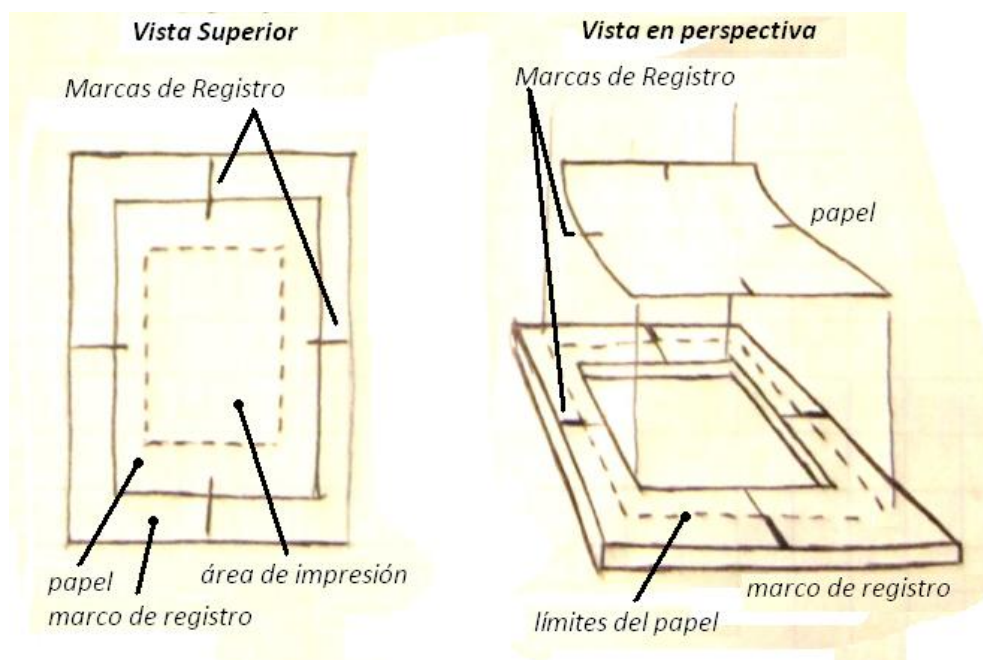 Vista Superior
Marcas de Registro
papel
marco de registro
área de impresión
Vista en perspectiva
Marcas de Registro
papel
marco de registro
límites del papel